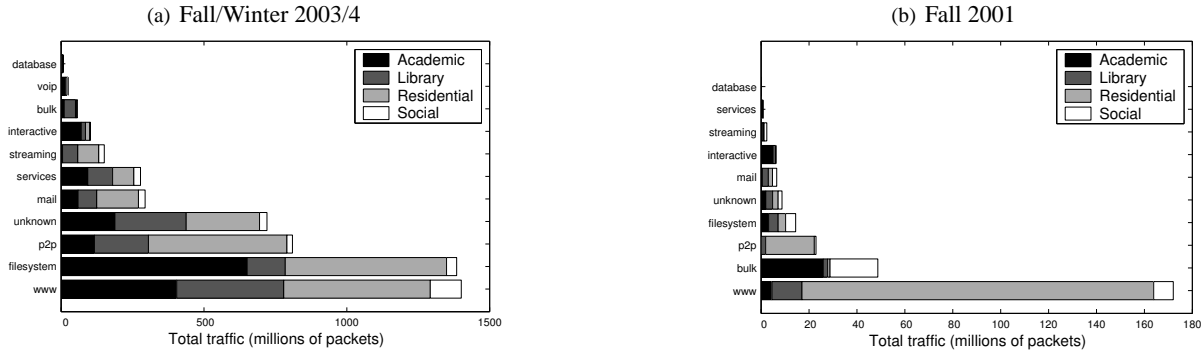 (a) Fall/Winter 2003/4
Academic
Library
Residential
Social
database
voip
bulk
interactive
streaming
services
mail
unknown
p2p
filesystem
www
0 500 1000 1500
Total traffic (millions of packets)
(b) Fall 2001
Academic
Library
Residential
Social
database
services
streaming
interactive
mail
unknown
filesystem
p2p
bulk
www
0 20 40 60 80 100 120 140 160 180
Total traffic (millions of packets)